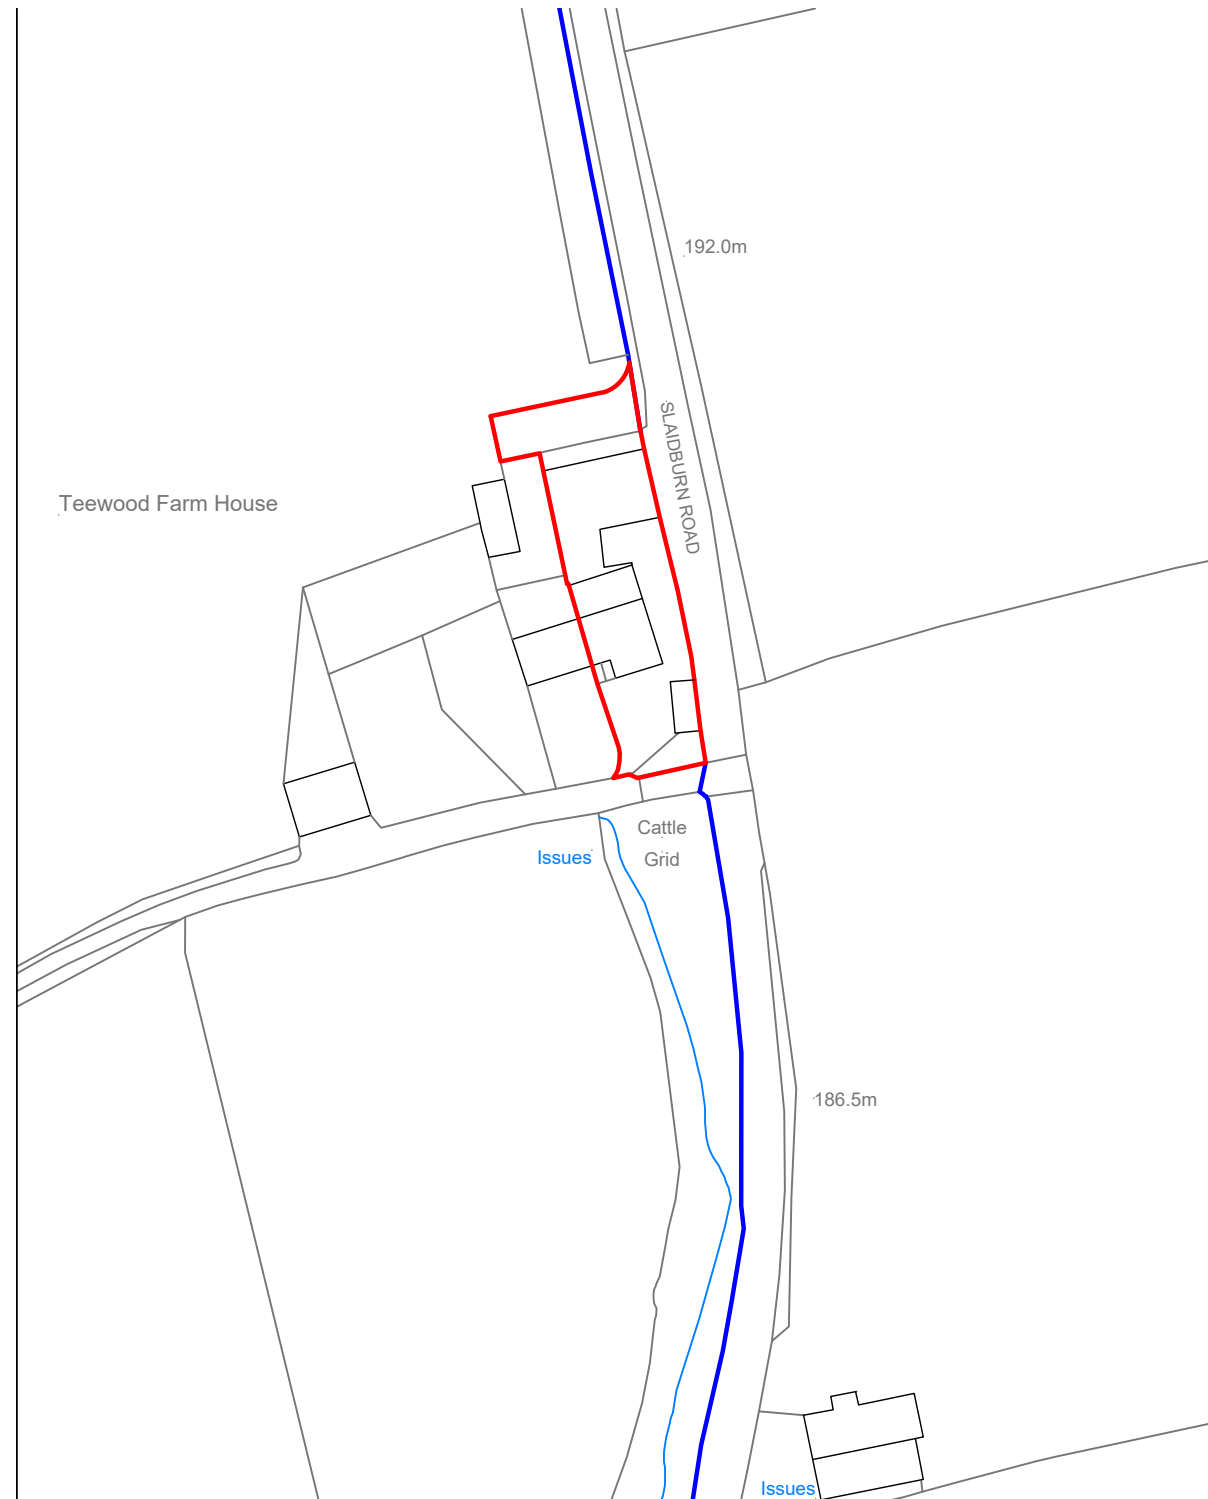 192.0m
SLAIDBURN ROAD
Teewood Farm House
Cattle
Grid
Issues
186.5m
Issues